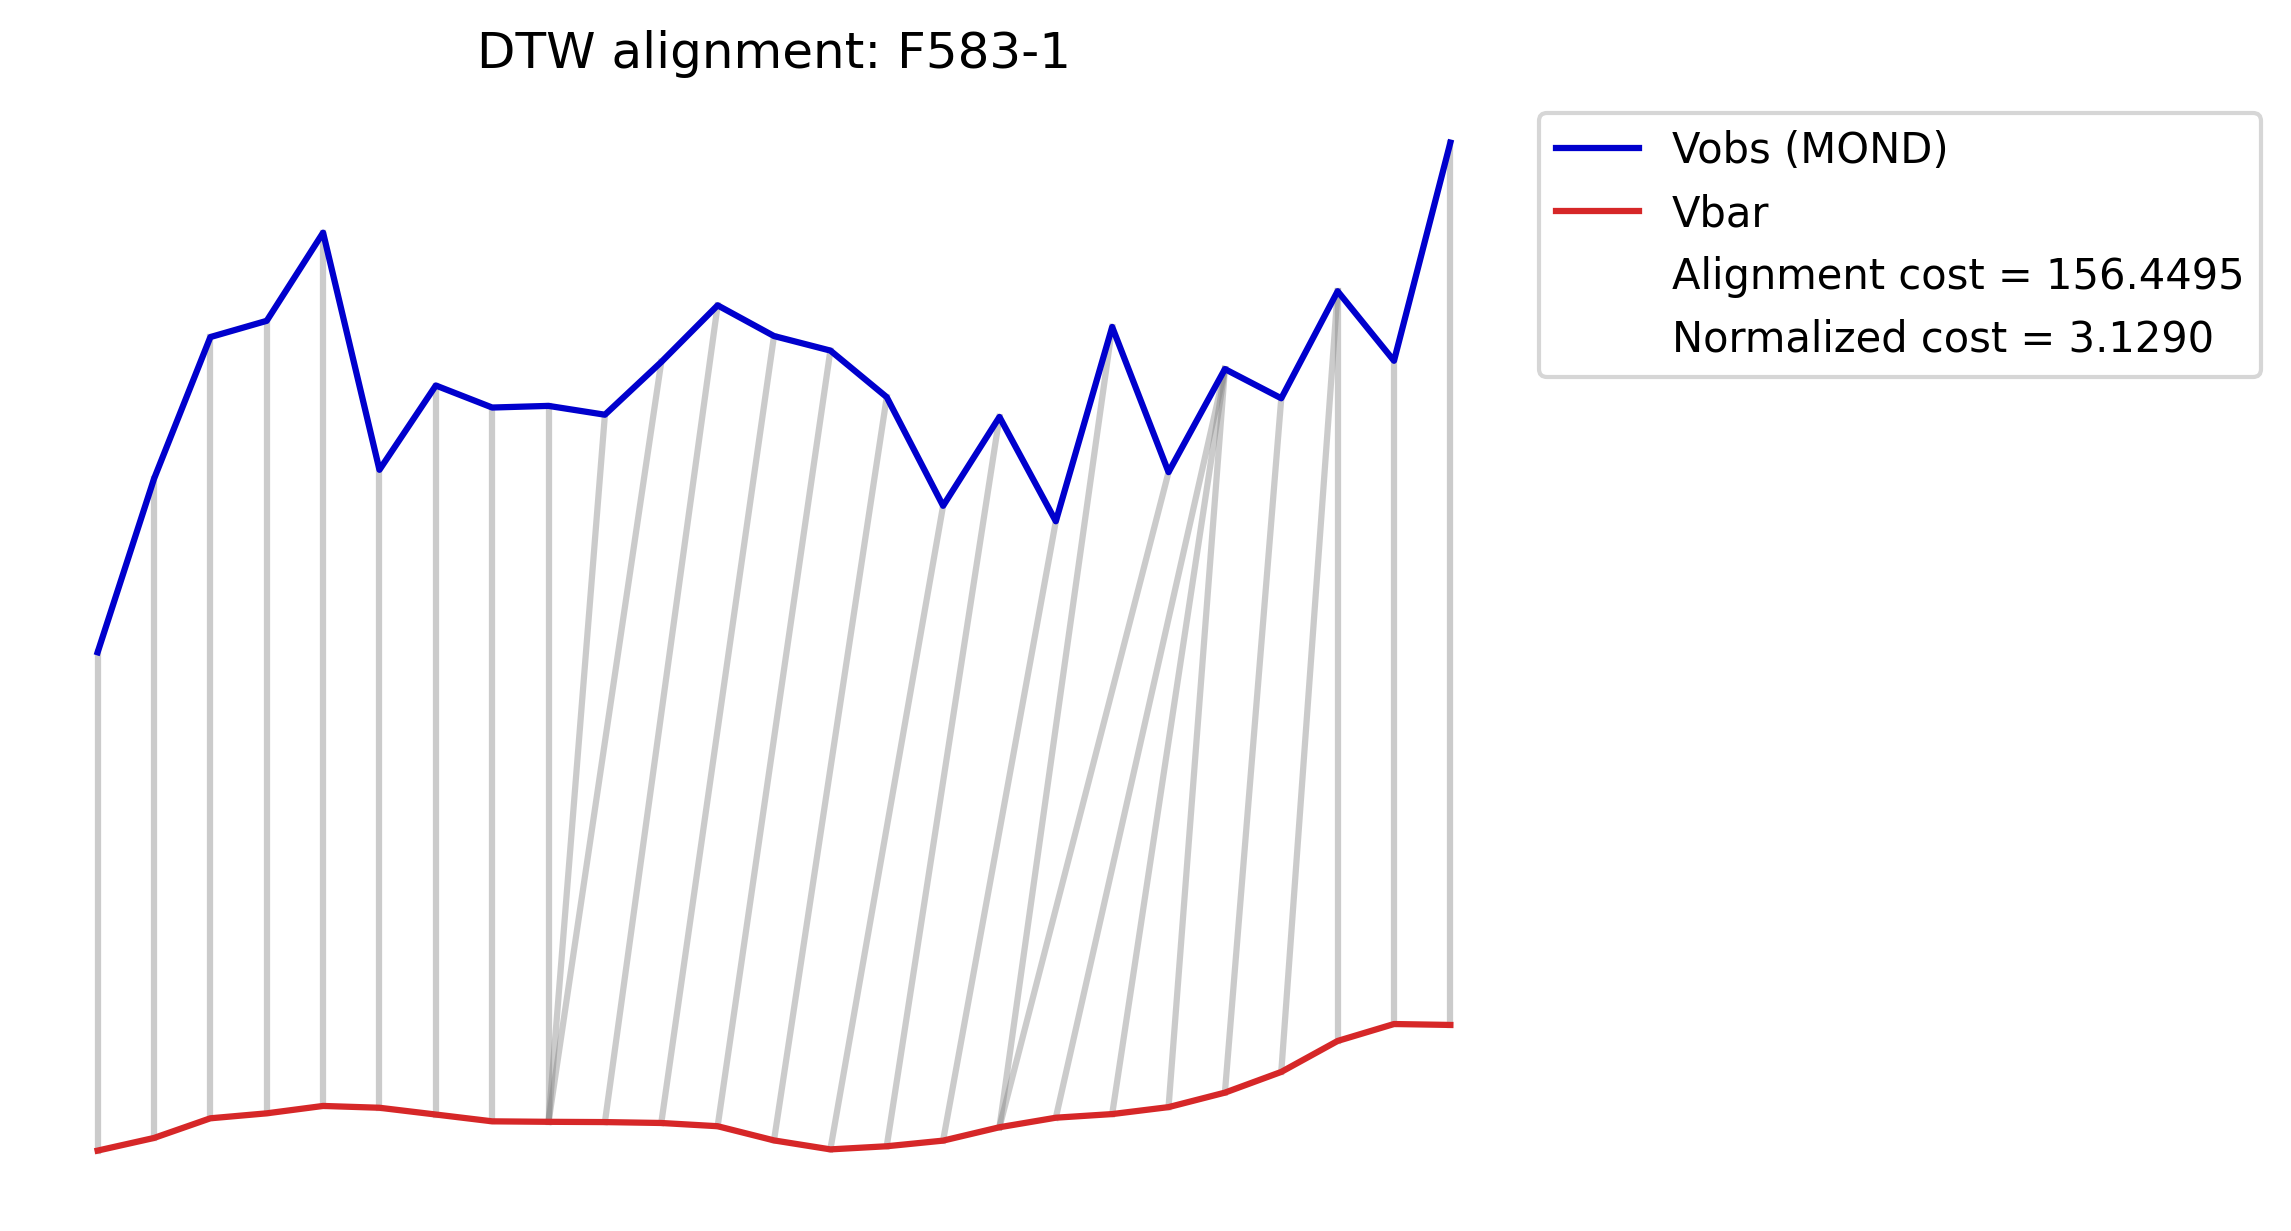 DTW alignment: F583-1
Vobs (MOND)
Vbar
Alignment cost = 156.4495
Normalized cost = 3.1290